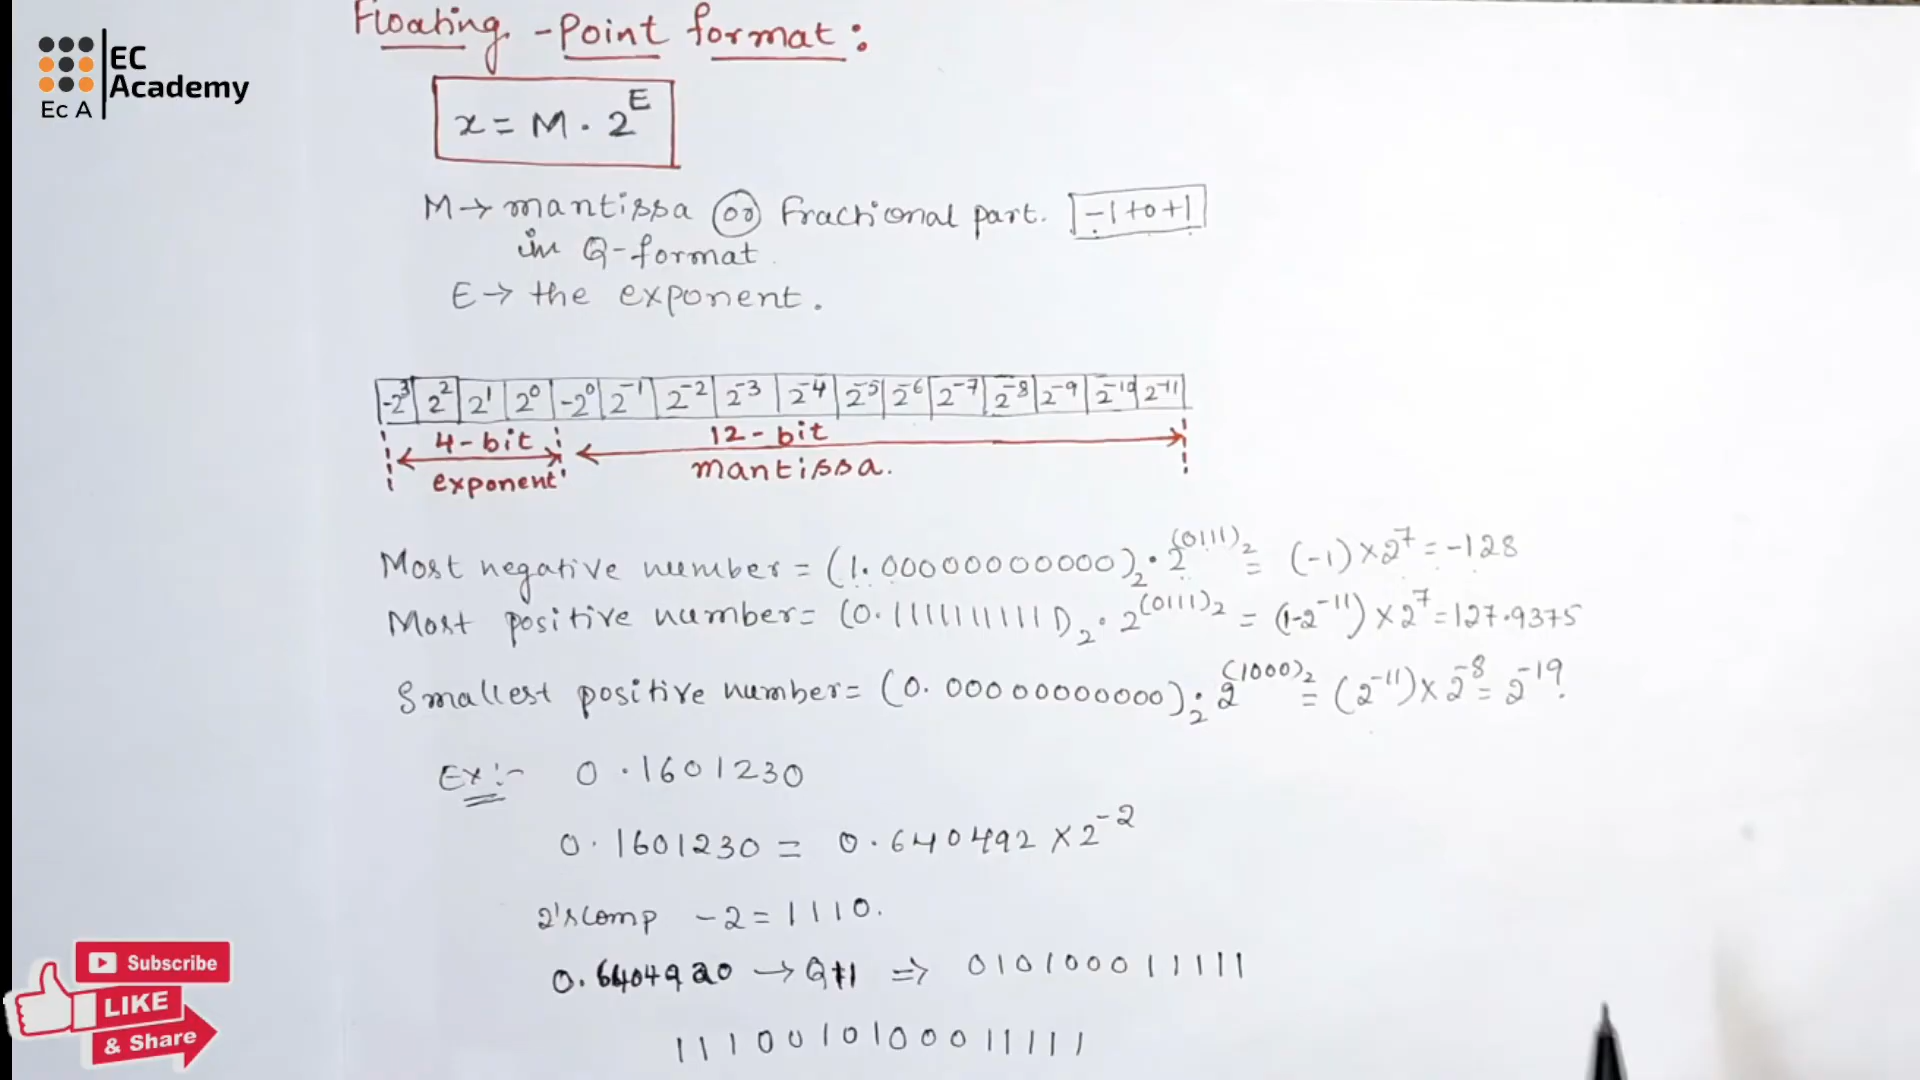 EC
Academy
Ec A
Floating - Point format :
x = M · 2^E
M → mantissa (or) Fractional part. -1 to +1
in Q-format
E → the exponent.
-2^3 2^2 2^1 2^0 -2^0 2^-1 2^-2 2^-3 2^-4 2^-5 2^-6 2^-7 2^-8 2^-9 2^-10 2^-11
4-bit 12-bit
exponent mantissa.
Most negative number = (1.00000000000)₂ · 2^(0111)₂ = (-1) × 2^7 = -128
Most positive number = (0.11111111111)₂ · 2^(0111)₂ = (1-2^-11) × 2^7 = 127.9375
Smallest positive number = (0.00000000000)₂ · 2^(1000)₂ = (2^-11) × 2^-8 = 2^-19.
Ex:- 0.1601230
0.1601230 = 0.640492 × 2^-2
2's comp -2 = 1110.
0.6404920 → Q11 ⇒ 010100011111
1110010100011111
Subscribe
LIKE
& Share